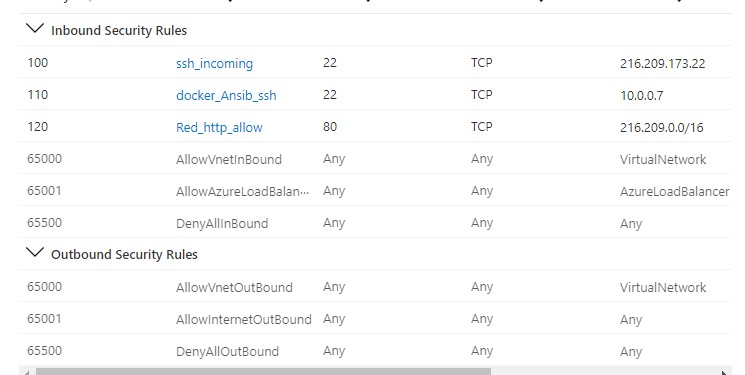 Inbound Security Rules
100 ssh_incoming 22 TCP 216.209.173.22
110 docker_Ansib_ssh 22 TCP 10.0.0.7
120 Red_http_allow 80 TCP 216.209.0.0/16
65000 AllowVnetInBound Any Any VirtualNetwork
65001 AllowAzureLoadBalan... Any Any AzureLoadBalancer
65500 DenyAllInBound Any Any Any
Outbound Security Rules
65000 AllowVnetOutBound Any Any VirtualNetwork
65001 AllowInternetOutBound Any Any Any
65500 DenyAllOutBound Any Any Any